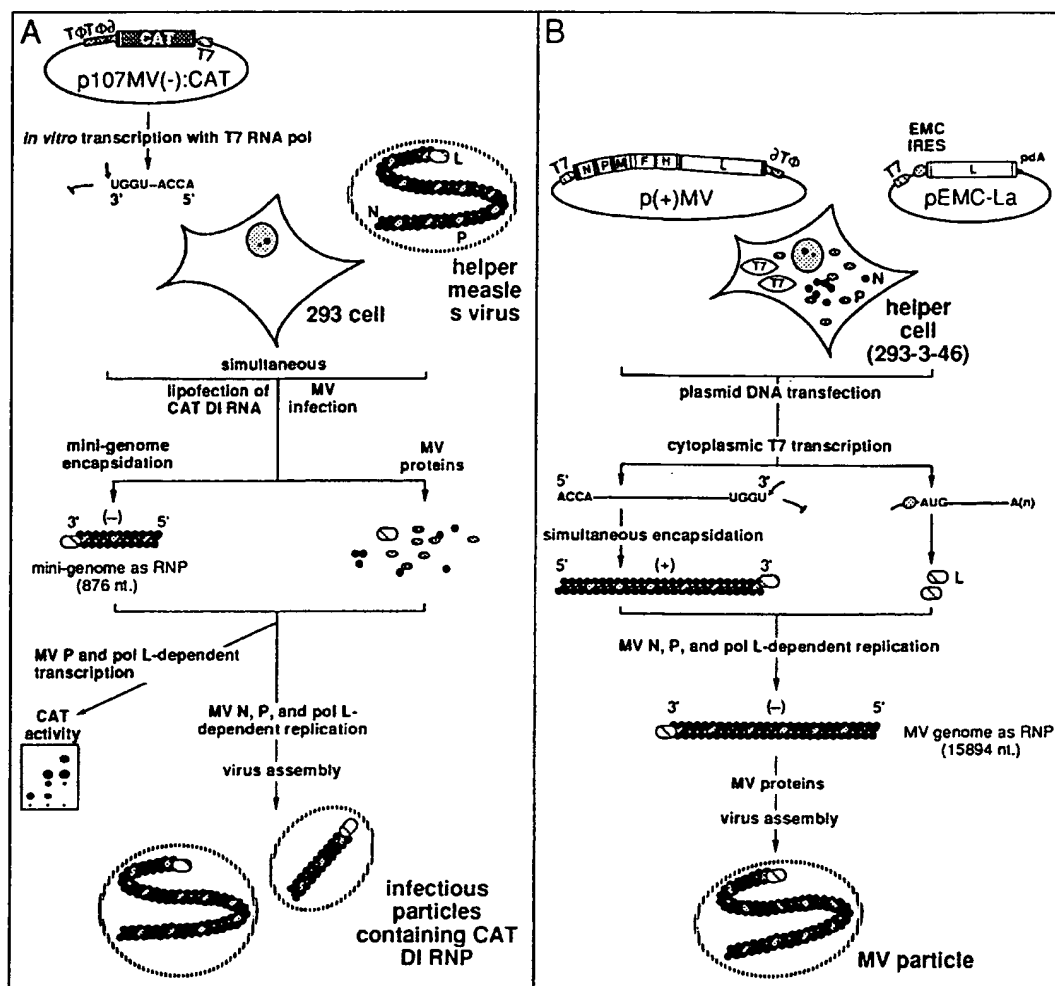 A
TΦTΦ∂
CAT
T7
p107MV(-):CAT
in vitro transcription with T7 RNA pol
UGGU–ACCA
3' 5'
L
N
P
helper
measle
s virus
293 cell
simultaneous
lipofection of
CAT DI RNA
MV
infection
mini-genome
encapsidation
MV
proteins
3' (–) 5'
mini-genome as RNP
(876 nt.)
MV P and pol L-dependent
transcription
CAT
activity
MV N, P, and pol L-
dependent replication
virus assembly
infectious
particles
containing CAT
DI RNP
B
T7
N P M F H L
∂TΦ
p(+)MV
EMC
IRES
T7
L
pdA
pEMC-La
T7
T7
N
P
helper
cell
(293-3-46)
plasmid DNA transfection
cytoplasmic T7 transcription
5' 3'
ACCA UGGU
AUG A(n)
simultaneous encapsidation
5' (+) 3'
L
MV N, P, and pol L-dependent replication
3' (–) 5'
MV genome as RNP
(15894 nt.)
MV proteins
virus assembly
MV particle